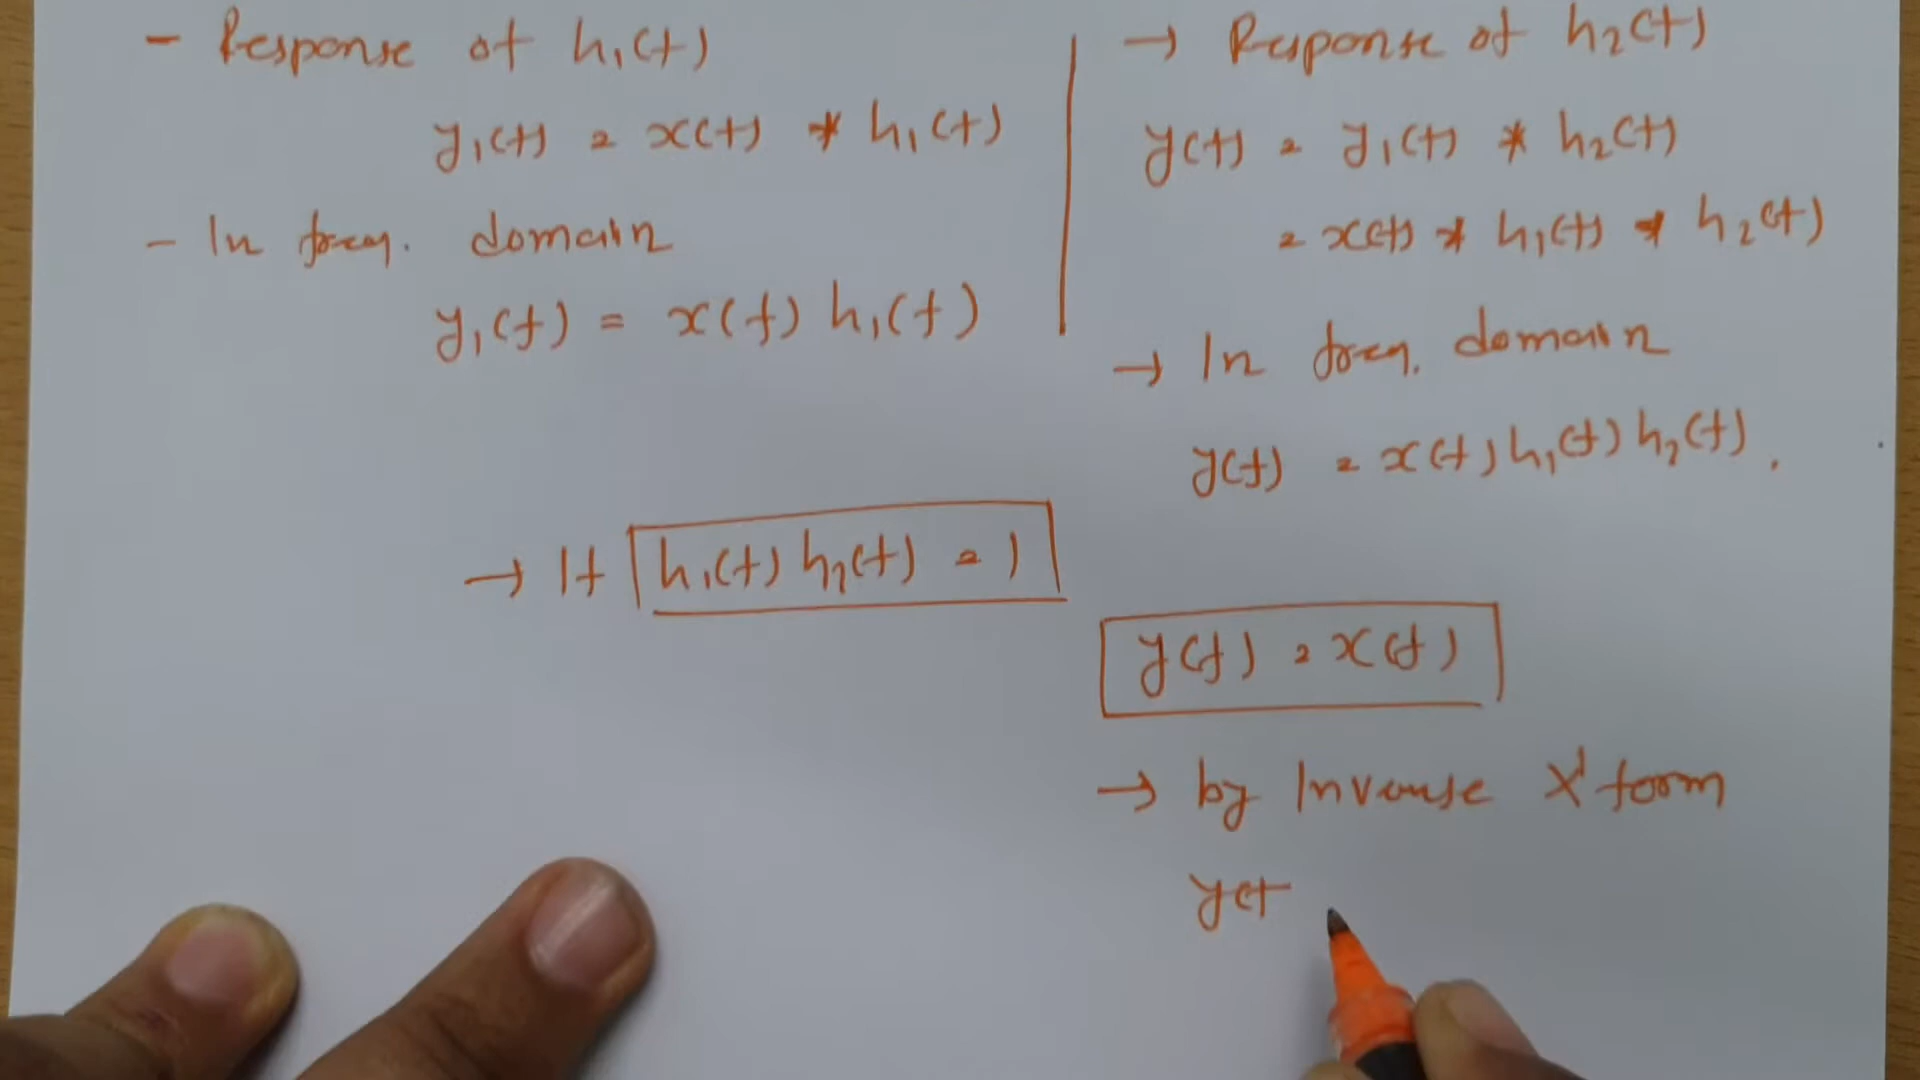 - Response of h₁(t)
y₁(t) = x(t) * h₁(t)
- In freq. domain
y₁(f) = x(f) h₁(f)
→ Response of h₂(t)
y(t) = y₁(t) * h₂(t)
= x(t) * h₁(t) * h₂(t)
→ In freq. domain
y(f) = x(f) h₁(f) h₂(f).
→ If h₁(f) h₂(f) = 1
y(f) = x(f)
→ by Inverse X'form
y(t